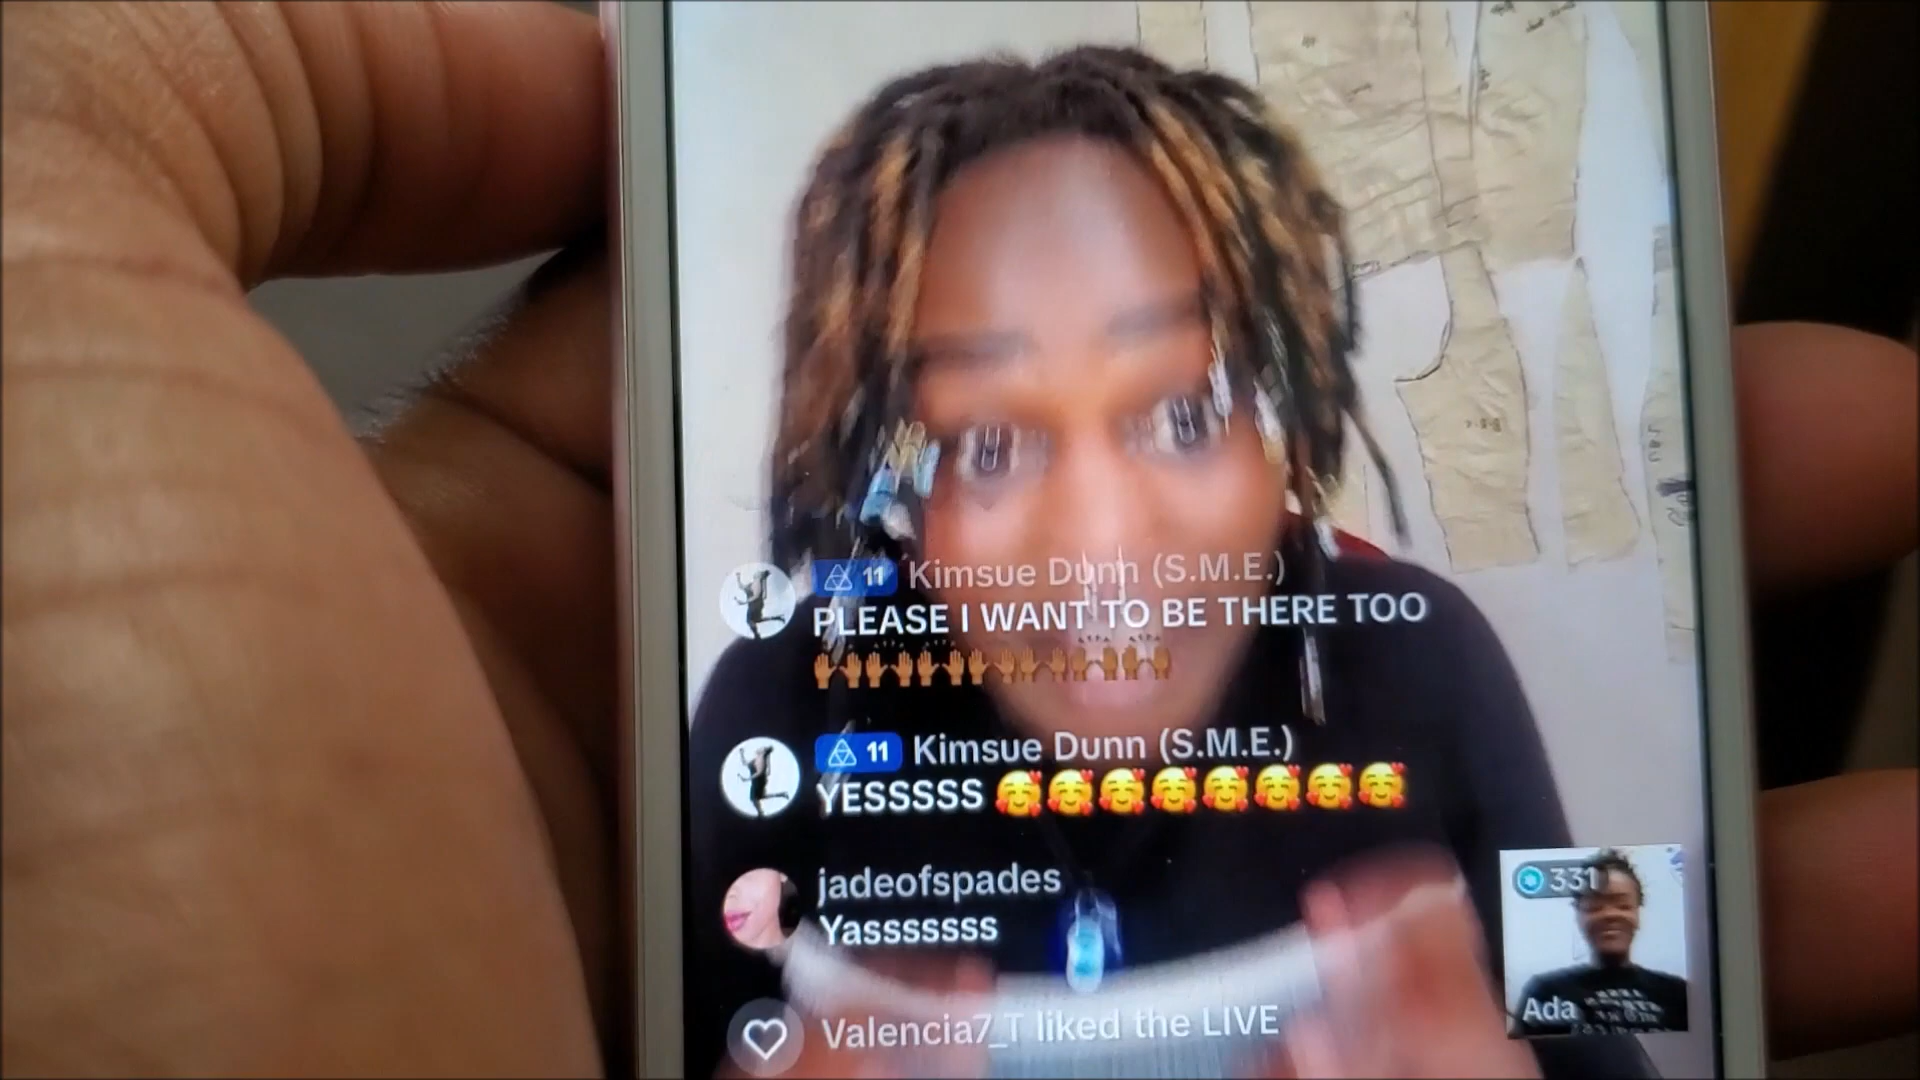 11 Kimsue Dunn (S.M.E.)
PLEASE I WANT TO BE THERE TOO
11 Kimsue Dunn (S.M.E.)
YESSSSS
jadeofspades
Yasssssss
Valencia7_T liked the LIVE
331
Ada